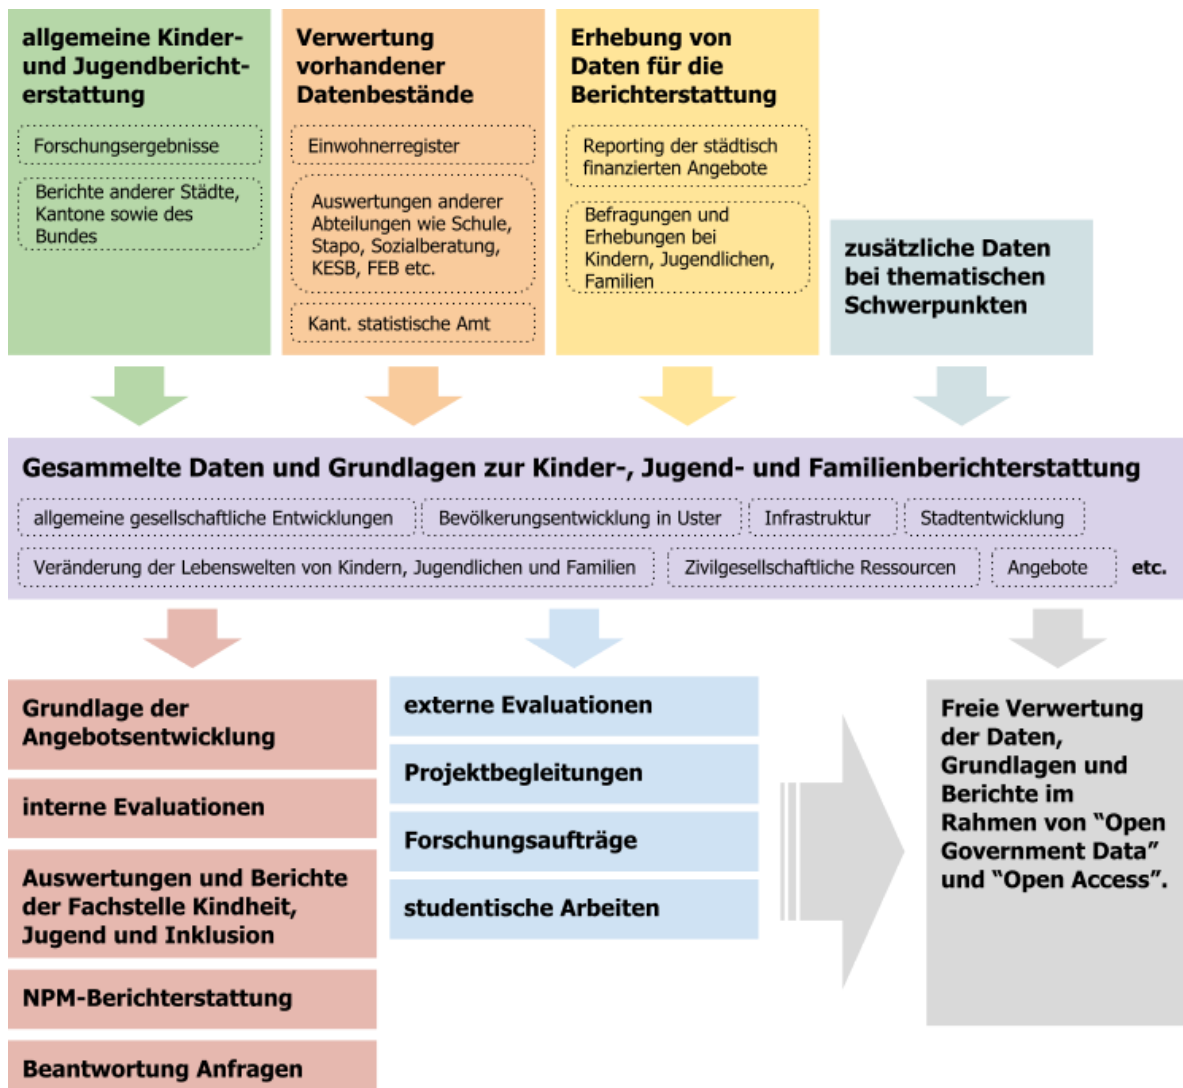 allgemeine Kinder-
und Jugendbericht-
erstattung
Forschungsergebnisse
Berichte anderer Städte,
Kantone sowie des
Bundes
Verwertung
vorhandener
Datenbestände
Einwohnerregister
Auswertungen anderer
Abteilungen wie Schule,
Stapo, Sozialberatung,
KESB, FEB etc.
Kant. statistische Amt
Erhebung von
Daten für die
Berichterstattung
Reporting der städtisch
finanzierten Angebote
Befragungen und
Erhebungen bei
Kindern, Jugendlichen,
Familien
zusätzliche Daten
bei thematischen
Schwerpunkten
Gesammelte Daten und Grundlagen zur Kinder-, Jugend- und Familienberichterstattung
allgemeine gesellschaftliche Entwicklungen
Bevölkerungsentwicklung in Uster
Infrastruktur
Stadtentwicklung
Veränderung der Lebenswelten von Kindern, Jugendlichen und Familien
Zivilgesellschaftliche Ressourcen
Angebote
etc.
Grundlage der
Angebotsentwicklung
interne Evaluationen
Auswertungen und Berichte
der Fachstelle Kindheit,
Jugend und Inklusion
NPM-Berichterstattung
Beantwortung Anfragen
externe Evaluationen
Projektbegleitungen
Forschungsaufträge
studentische Arbeiten
Freie Verwertung
der Daten,
Grundlagen und
Berichte im
Rahmen von “Open
Government Data”
und “Open Access”.